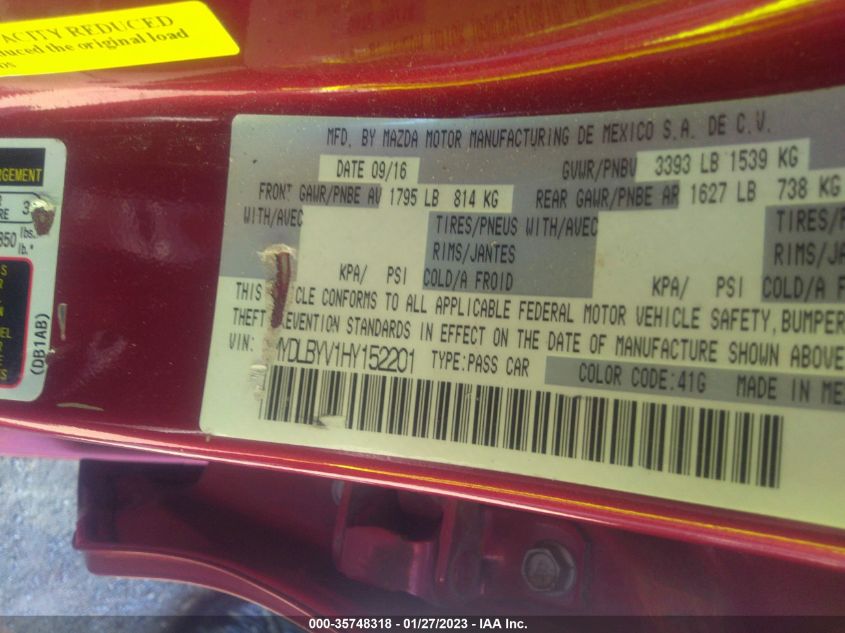 ACITY REDUCED
duced the original load
MFD. BY MAZDA MOTOR MANUFACTURING DE MEXICO S.A. DE C.V.
DATE 09/16 GVWR/PNBV 3393 LB 1539 KG
FRONT GAWR/PNBE AV 1795 LB 814 KG REAR GAWR/PNBE AR 1627 LB 738 KG
WITH/AVEC TIRES/PNEUS WITH/AVEC TIRES/P
RIMS/JANTES RIMS/JA
KPA/ PSI COLD/A FROID KPA/ PSI COLD/A F
THIS CLE CONFORMS TO ALL APPLICABLE FEDERAL MOTOR VEHICLE SAFETY, BUMPER
THEFT EVENTION STANDARDS IN EFFECT ON THE DATE OF MANUFACTURE SHOWN ABOVE
VIN: YDLBYV1HY152201 TYPE:PASS CAR
COLOR CODE:41G MADE IN ME
RGEMENT
850 lbs.
lb.*
(DB1AB)
000-35748318 - 01/27/2023 - IAA Inc.